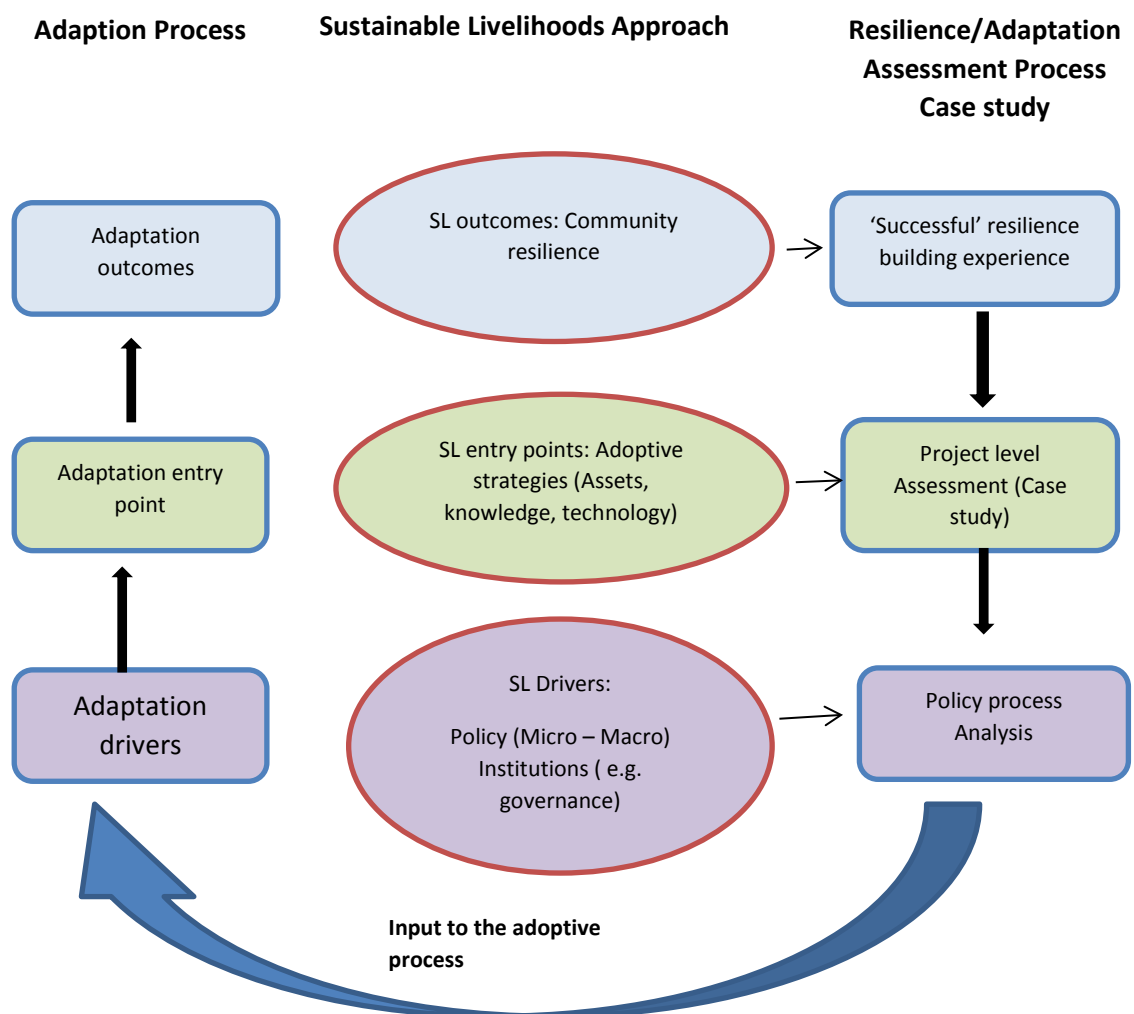 Adaption Process
Sustainable Livelihoods Approach
Resilience/Adaptation
Assessment Process
Case study
Adaptation
outcomes
SL outcomes: Community
resilience
‘Successful’ resilience
building experience
Adaptation entry
point
SL entry points: Adoptive
strategies (Assets,
knowledge, technology)
Project level
Assessment (Case
study)
Adaptation
drivers
SL Drivers:
Policy (Micro – Macro)
Institutions ( e.g.
governance)
Policy process
Analysis
Input to the adoptive
process